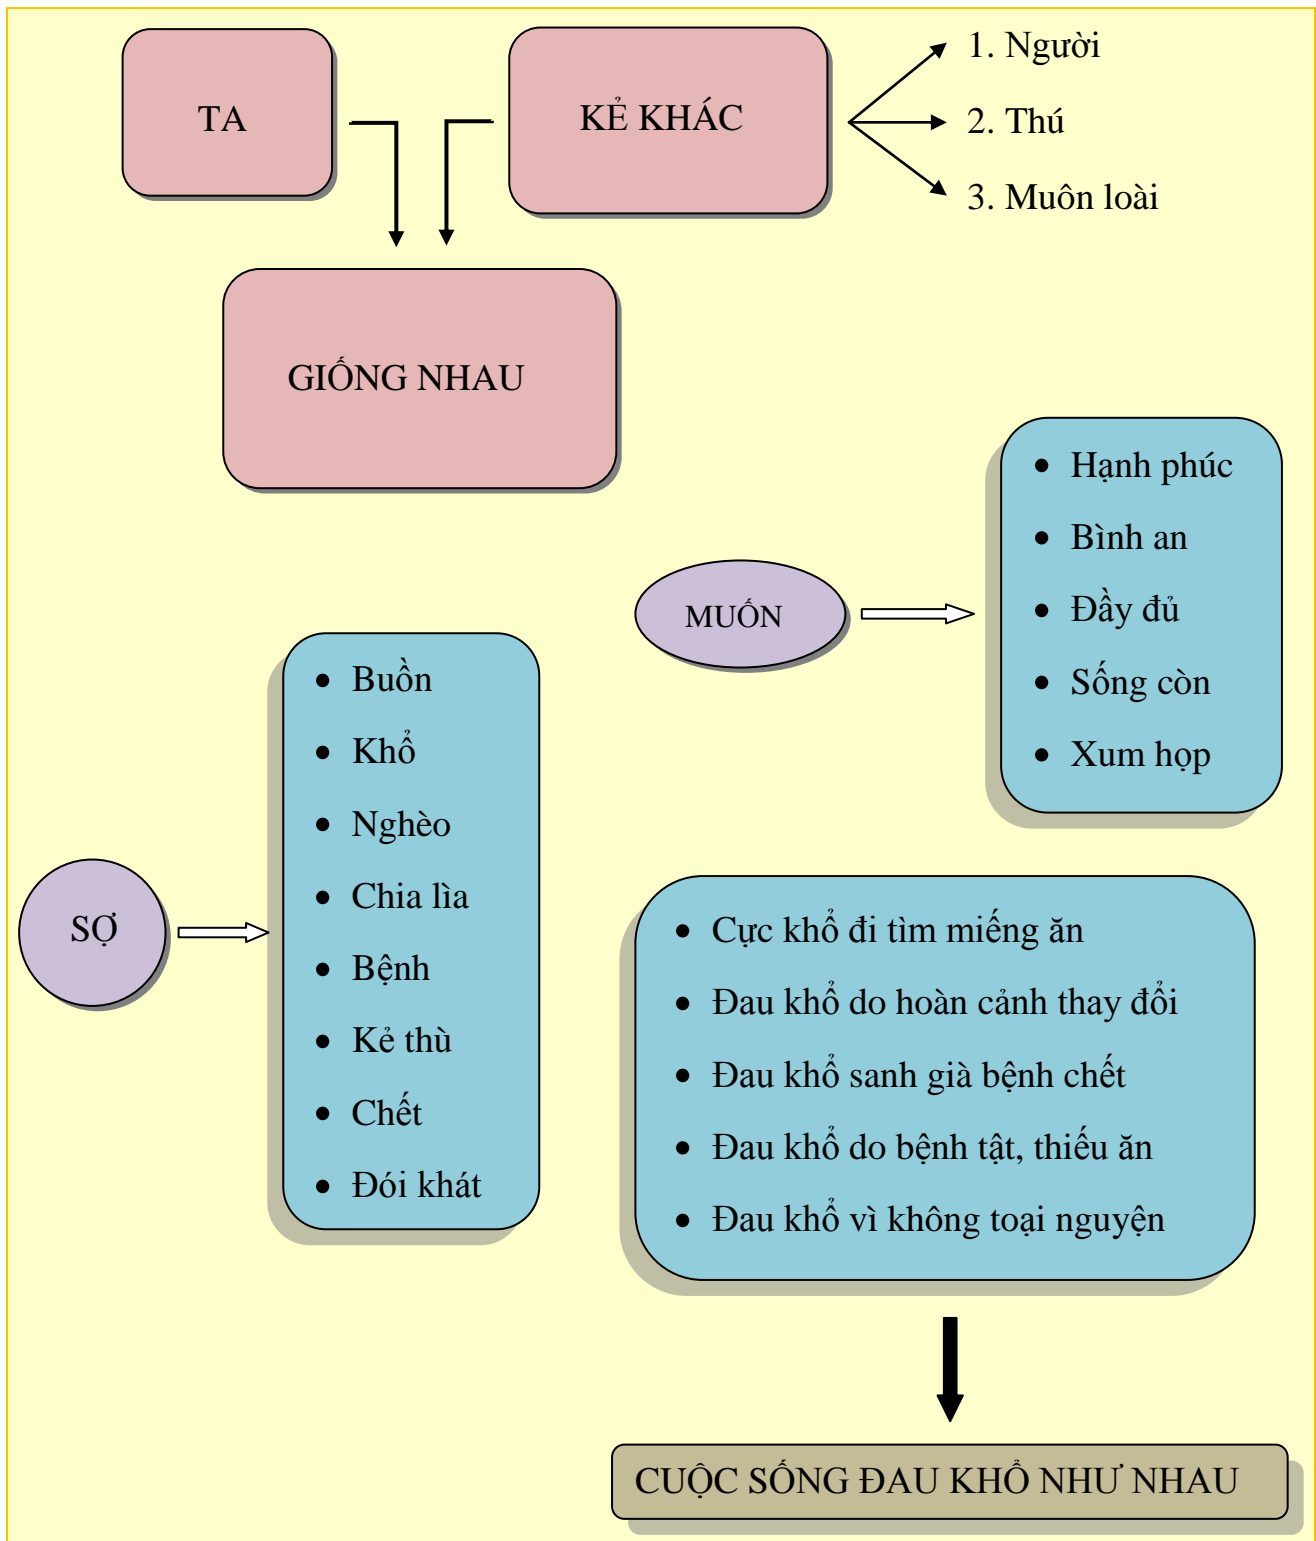 TA
KẺ KHÁC
1. Người
2. Thú
3. Muôn loài
GIỐNG NHAU
MUỐN
• Hạnh phúc
• Bình an
• Đầy đủ
• Sống còn
• Xum họp
SỢ
• Buồn
• Khổ
• Nghèo
• Chia lìa
• Bệnh
• Kẻ thù
• Chết
• Đói khát
• Cực khổ đi tìm miếng ăn
• Đau khổ do hoàn cảnh thay đổi
• Đau khổ sanh già bệnh chết
• Đau khổ do bệnh tật, thiếu ăn
• Đau khổ vì không toại nguyện
CUỘC SỐNG ĐAU KHỔ NHƯ NHAU